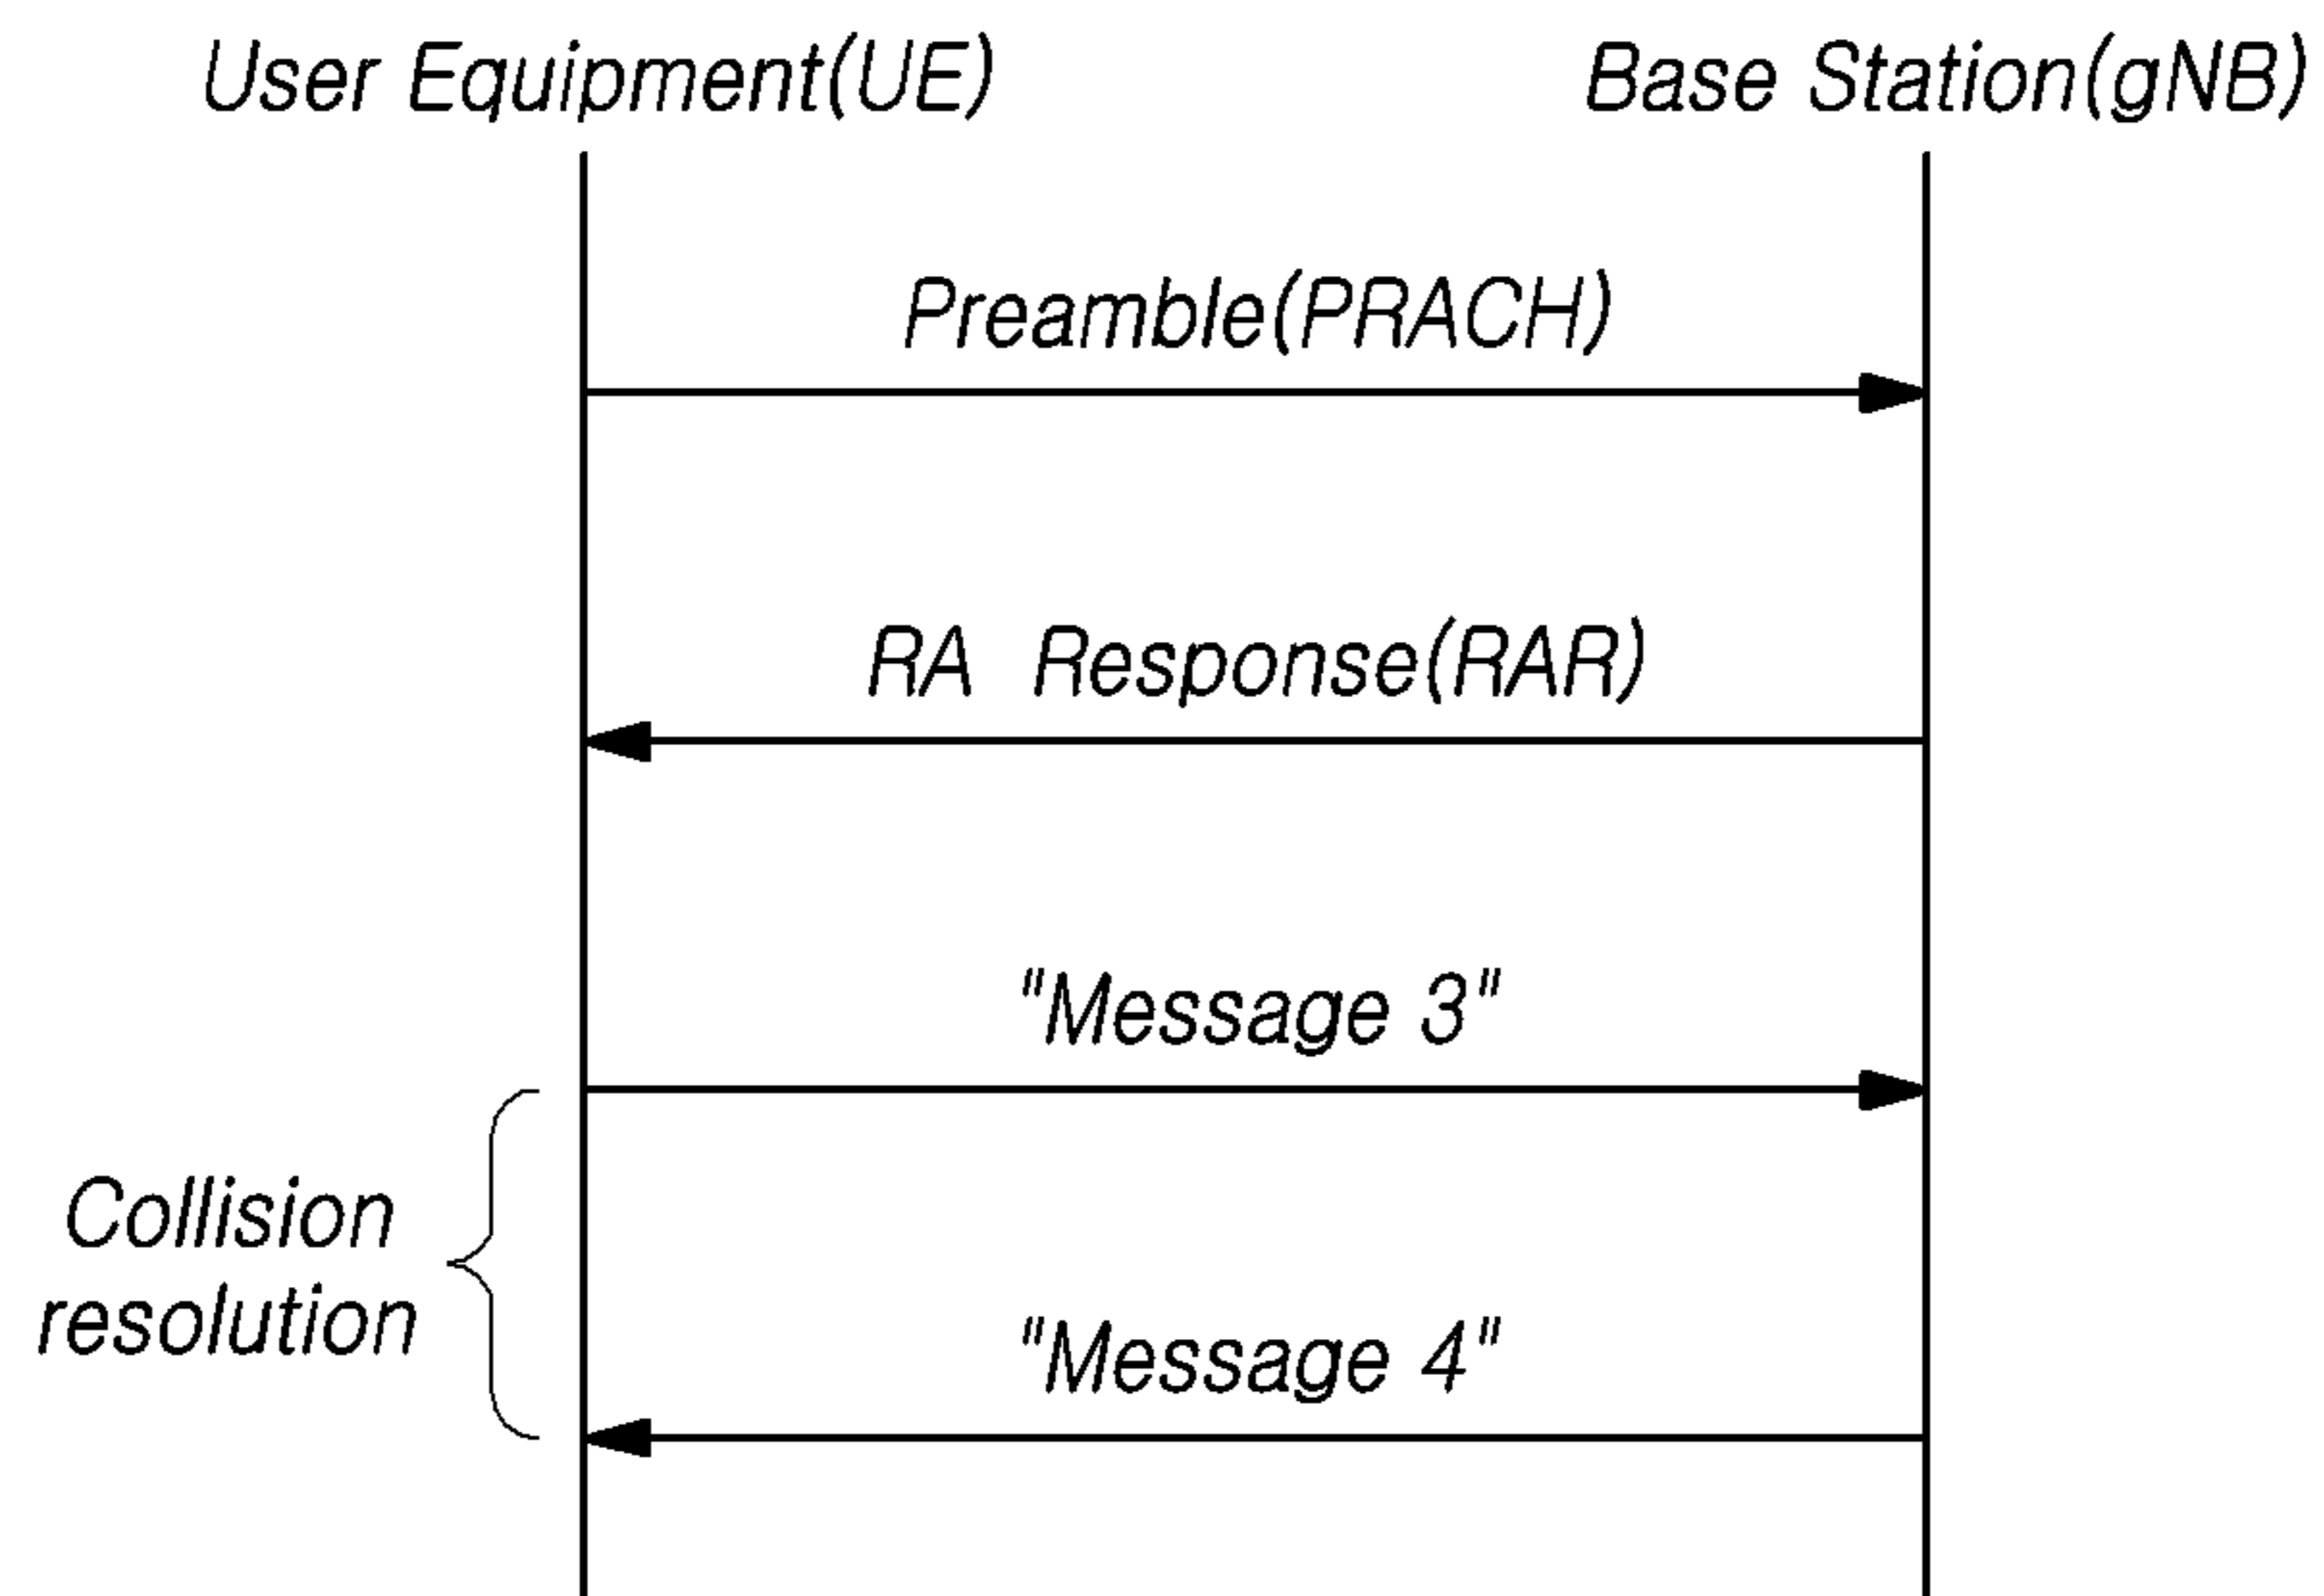 User Equipment(UE)
Base Station(gNB)
Preamble(PRACH)
RA Response(RAR)
"Message 3"
Collision
resolution
"Message 4"